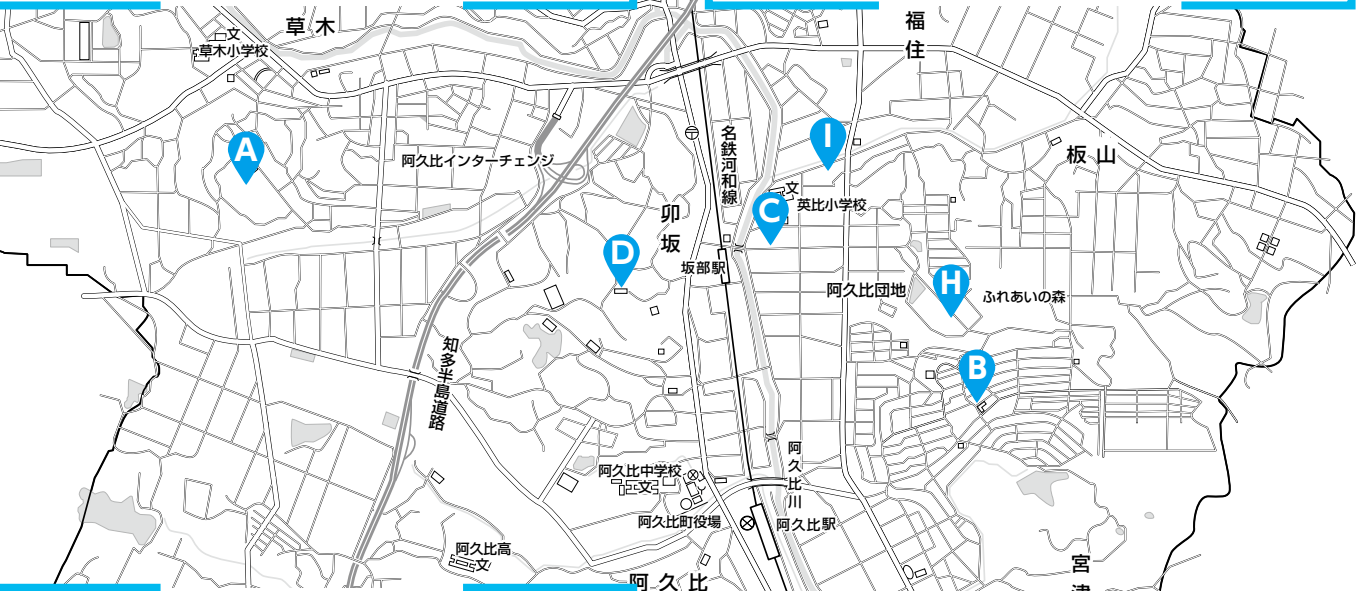 草木
福住
文
草木小学校
A
I
板山
阿久比インターチェンジ
名鉄河和線
文
英比小学校
C
卯坂
D
坂部駅
阿久比団地
H
ふれあいの森
知多半島道路
B
阿久比中学校
文
阿久比川
阿久比町役場
阿久比駅
阿久比高
文
阿久比
宮津